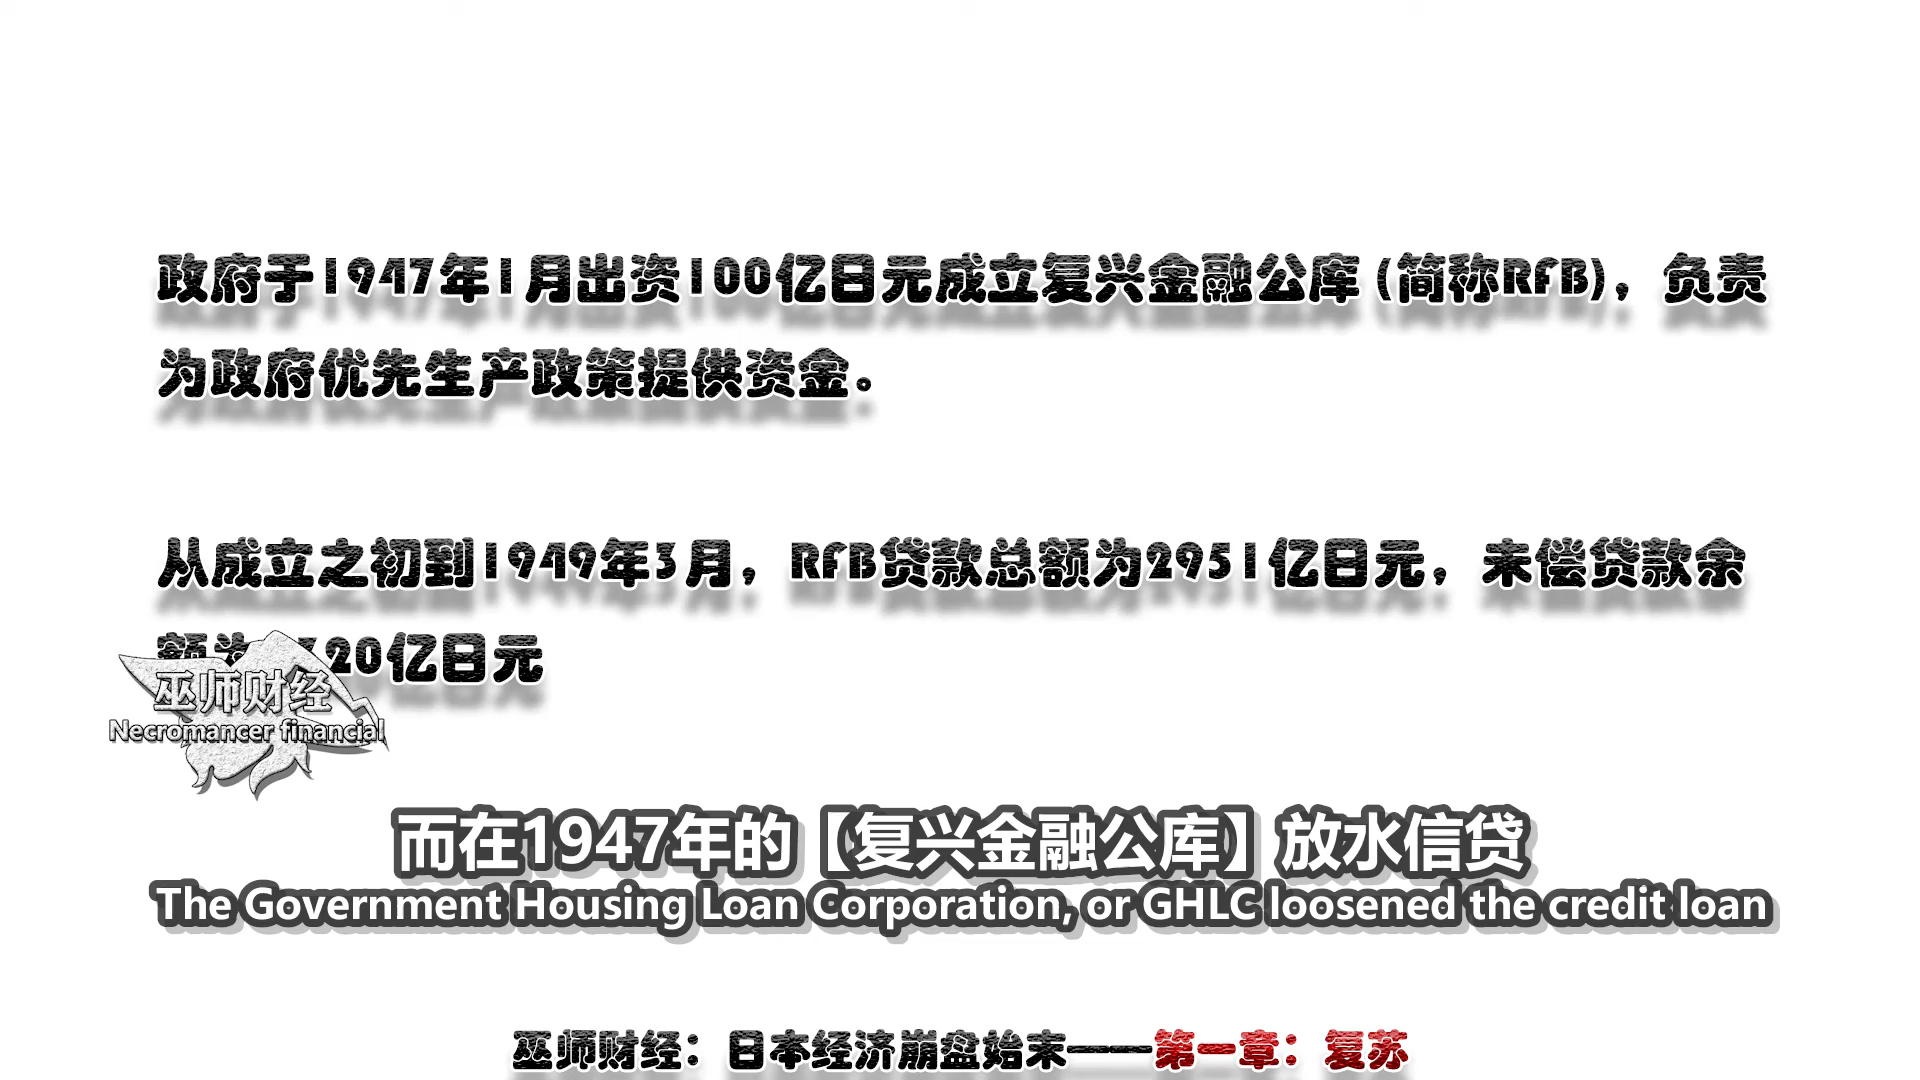 政府于1947年1月出资100亿日元成立复兴金融公库(简称RFB)，负责
为政府优先生产政策提供资金。
从成立之初到1949年3月，RFB贷款总额为2951亿日元，未偿贷款余
额为 20亿日元
巫师财经
Necromancer financial
而在1947年的【复兴金融公库】放水信贷
The Government Housing Loan Corporation, or GHLC loosened the credit loan
巫师财经：日本经济崩盘始末——第一章：复苏